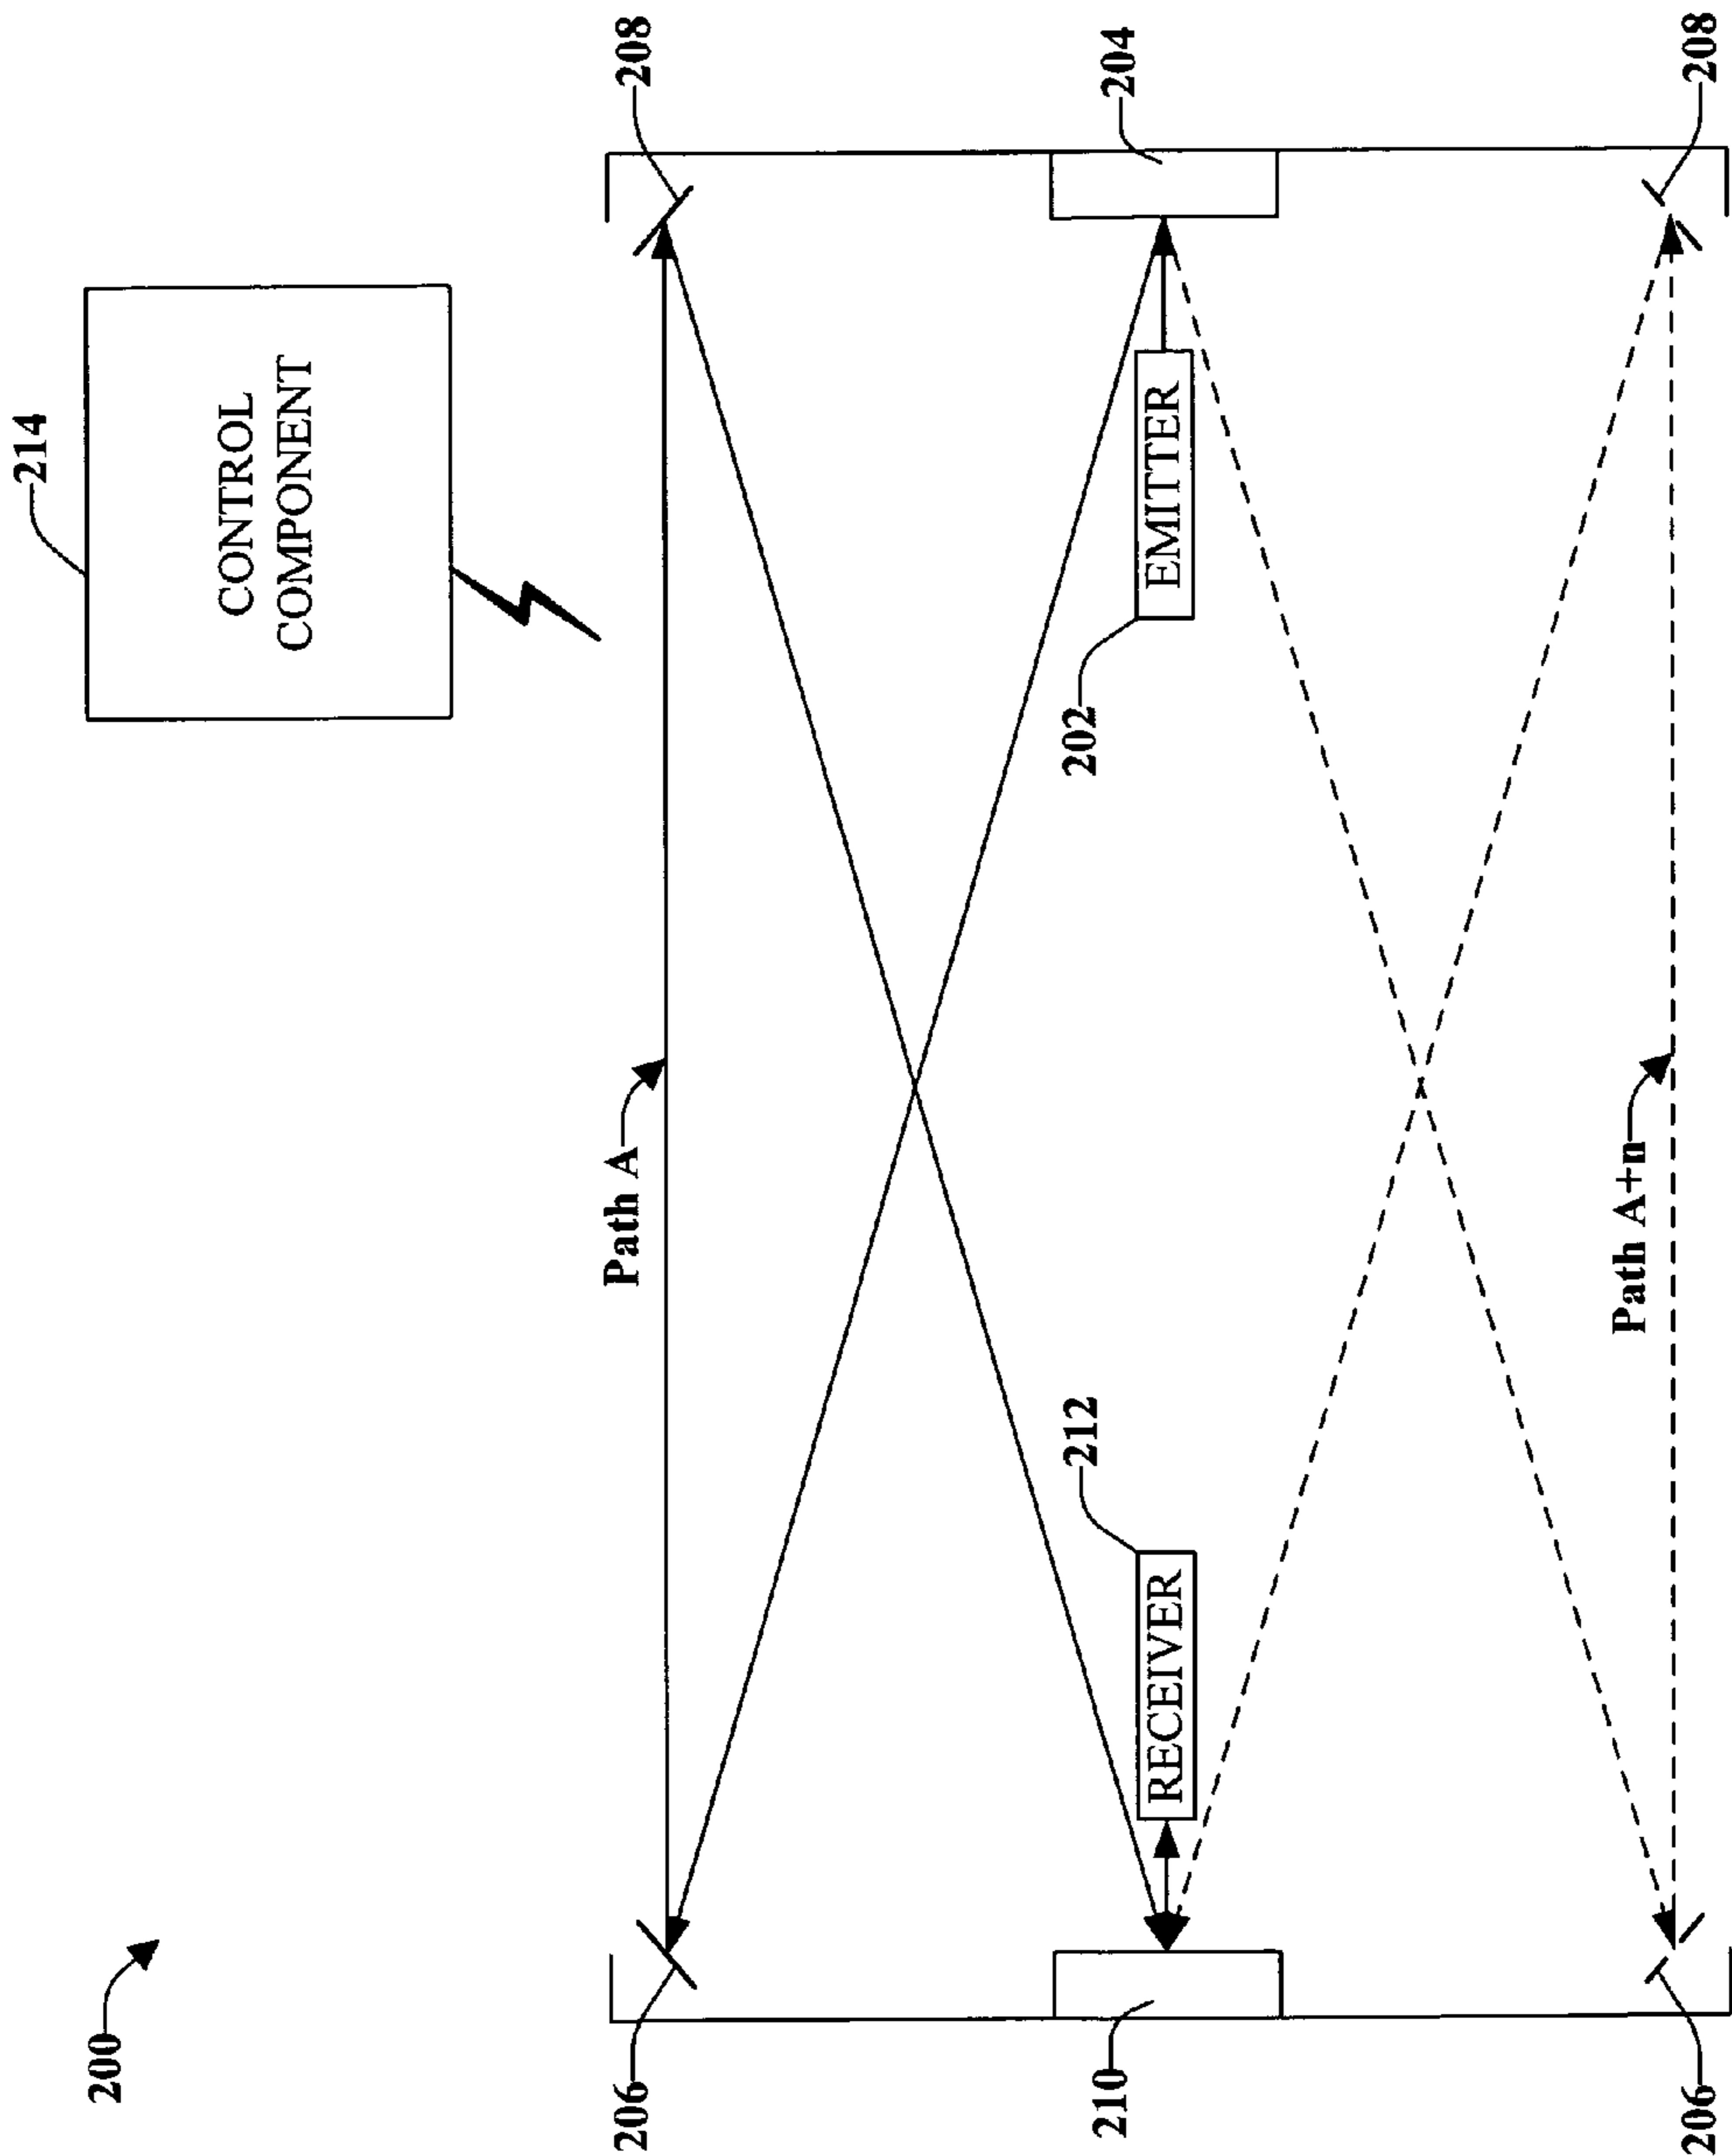 214
200
CONTROL
COMPONENT
206
Path A
208
210
212
202
204
RECEIVER
EMITTER
Path A+n
206
208